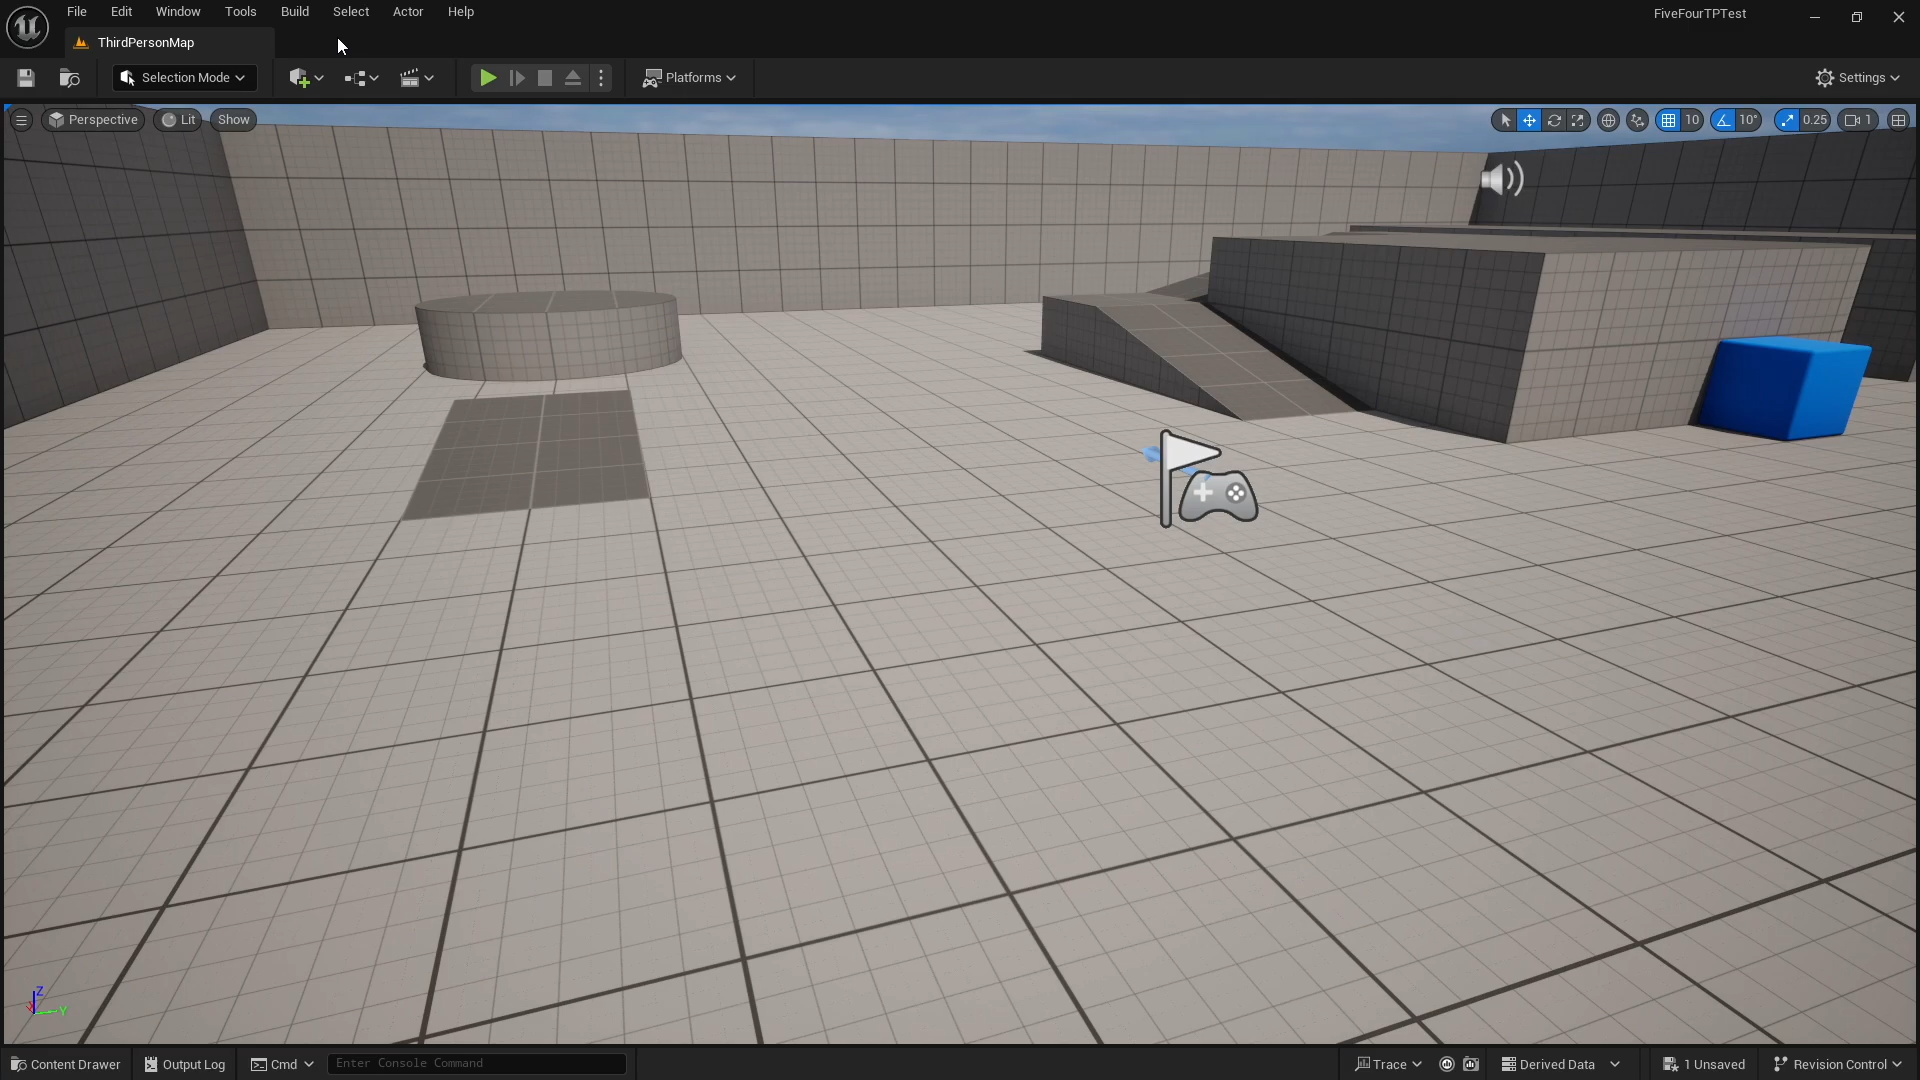 File Edit Window Tools Build Select Actor Help
FiveFourTPTest
ThirdPersonMap
Selection Mode
Platforms
Settings
Perspective Lit Show
10 10° 0.25 1
Z
Y
Content Drawer Output Log Cmd Enter Console Command Trace Derived Data 1 Unsaved Revision Control